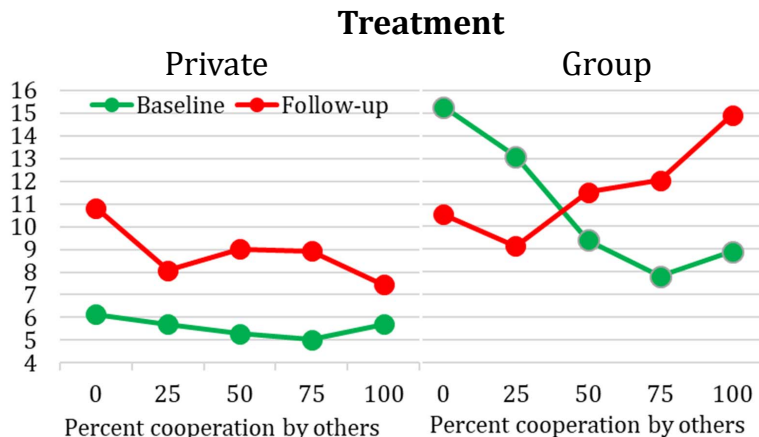 Treatment
Private Group
Baseline Follow-up
16
15
14
13
12
11
10
9
8
7
6
5
4
0 25 50 75 100 0 25 50 75 100
Percent cooperation by others Percent cooperation by others